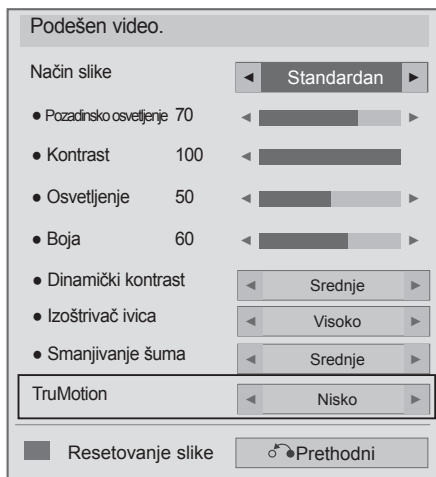 Podešen video.
Način slike ◄ Standardan ►
● Pozadinsko osvetljenje 70 ◄ ►
● Kontrast 100 ◄
● Osvetljenje 50 ◄ ►
● Boja 60 ◄ ►
● Dinamički kontrast ◄ Srednje ►
● Izoštrivač ivica ◄ Visoko ►
● Smanjivanje šuma ◄ Srednje ►
TruMotion ◄ Nisko ►
Resetovanje slike Prethodni